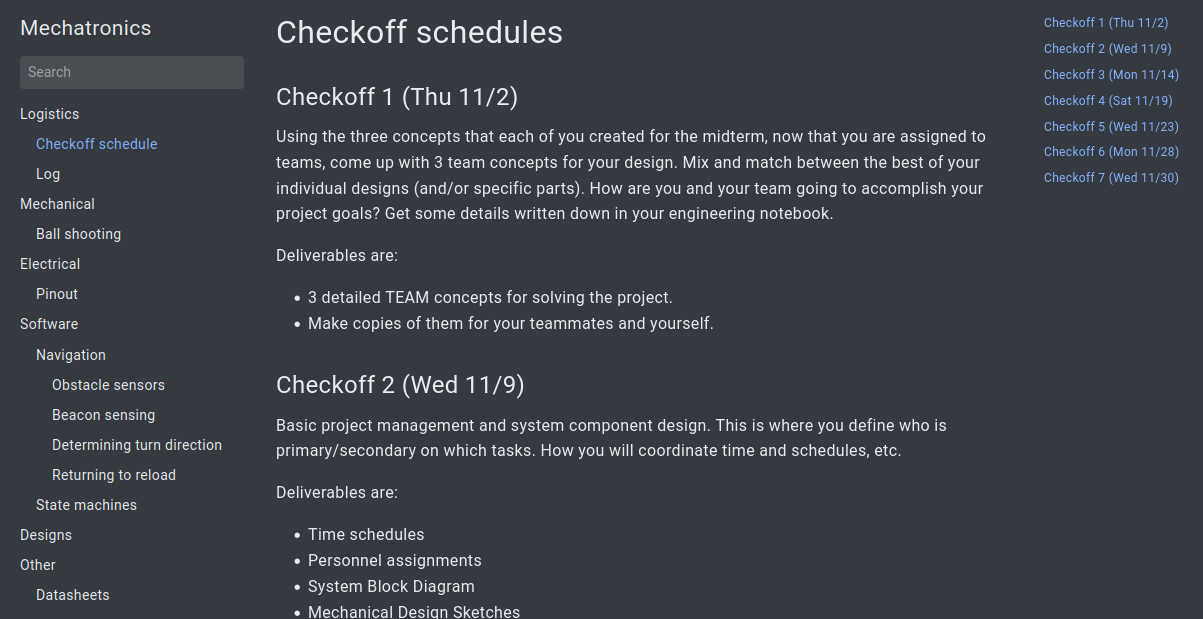 Mechatronics
Search
Logistics
Checkoff schedule
Log
Mechanical
Ball shooting
Electrical
Pinout
Software
Navigation
Obstacle sensors
Beacon sensing
Determining turn direction
Returning to reload
State machines
Designs
Other
Datasheets
Checkoff schedules
Checkoff 1 (Thu 11/2)
Using the three concepts that each of you created for the midterm, now that you are assigned to
teams, come up with 3 team concepts for your design. Mix and match between the best of your
individual designs (and/or specific parts). How are you and your team going to accomplish your
project goals? Get some details written down in your engineering notebook.
Deliverables are:
• 3 detailed TEAM concepts for solving the project.
• Make copies of them for your teammates and yourself.
Checkoff 2 (Wed 11/9)
Basic project management and system component design. This is where you define who is
primary/secondary on which tasks. How you will coordinate time and schedules, etc.
Deliverables are:
• Time schedules
• Personnel assignments
• System Block Diagram
• Mechanical Design Sketches
Checkoff 1 (Thu 11/2)
Checkoff 2 (Wed 11/9)
Checkoff 3 (Mon 11/14)
Checkoff 4 (Sat 11/19)
Checkoff 5 (Wed 11/23)
Checkoff 6 (Mon 11/28)
Checkoff 7 (Wed 11/30)